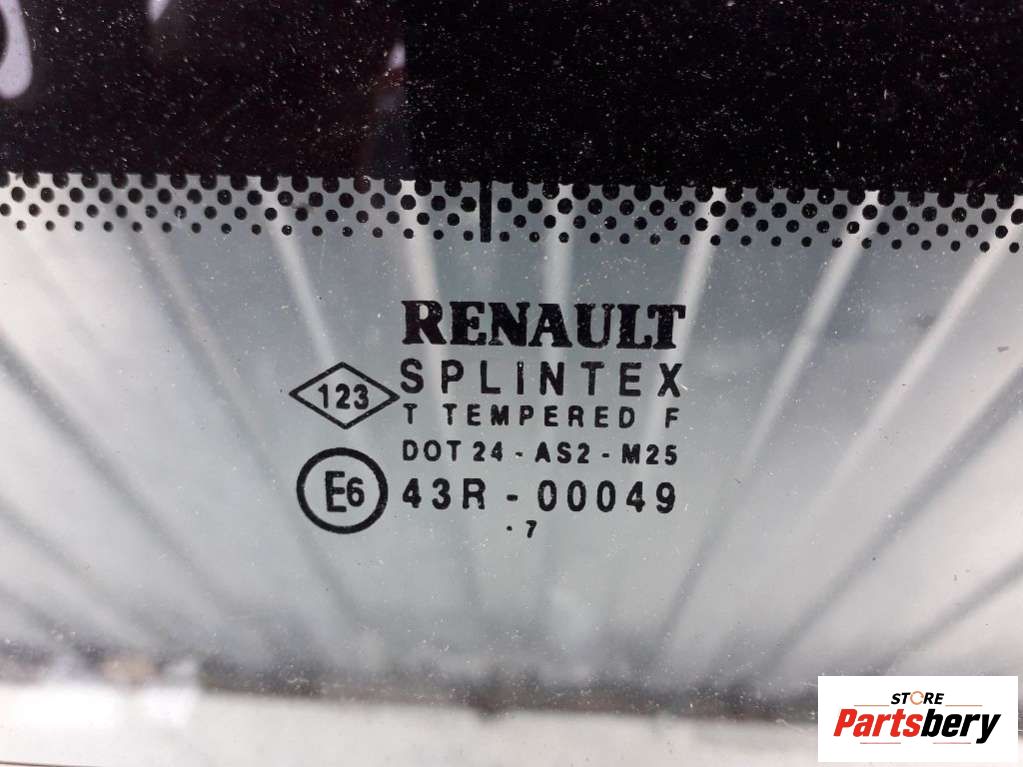 RENAULT
SPLINTEX
123
T TEMPERED F
DOT 24 - AS2 - M25
E6
43R - 00049
. 7
STORE
Partsbery